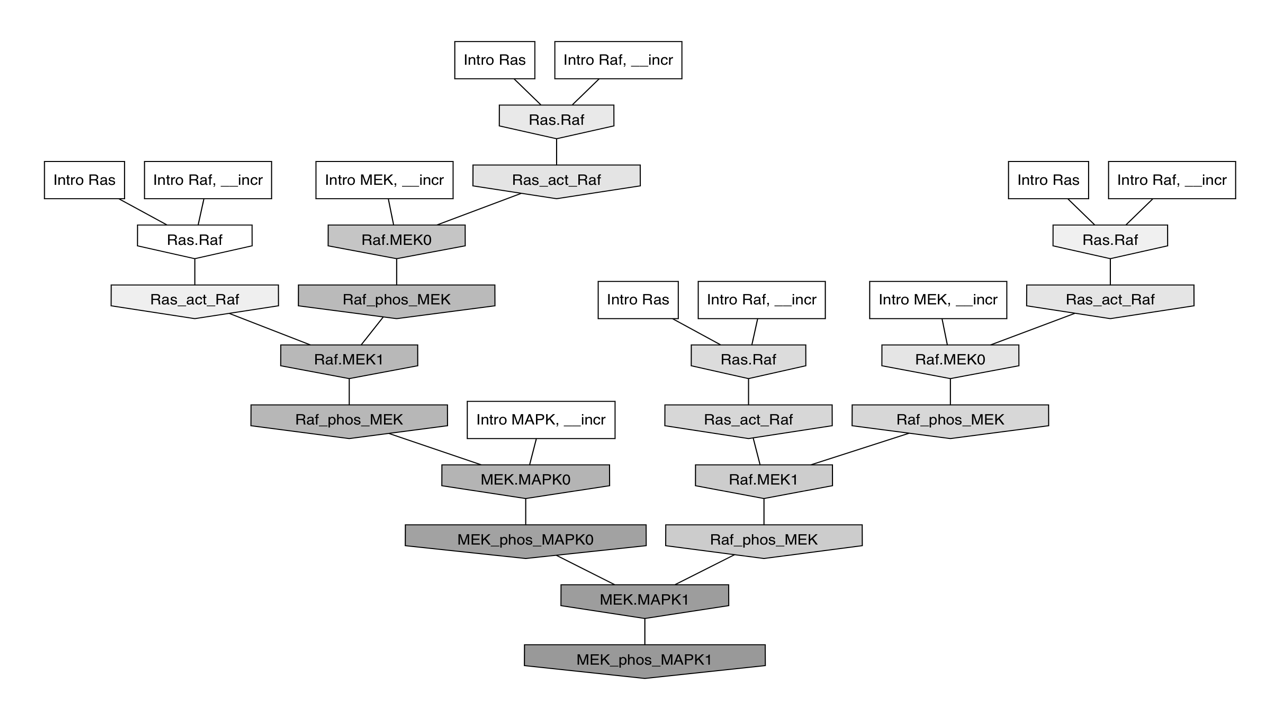 Intro Ras
Intro Raf, __incr
Ras.Raf
Intro Ras
Intro Raf, __incr
Intro MEK, __incr
Ras_act_Raf
Intro Ras
Intro Raf, __incr
Ras.Raf
Raf.MEK0
Ras.Raf
Ras_act_Raf
Raf_phos_MEK
Intro Ras
Intro Raf, __incr
Intro MEK, __incr
Ras_act_Raf
Raf.MEK1
Ras.Raf
Raf.MEK0
Raf_phos_MEK
Intro MAPK, __incr
Ras_act_Raf
Raf_phos_MEK
MEK.MAPK0
Raf.MEK1
MEK_phos_MAPK0
Raf_phos_MEK
MEK.MAPK1
MEK_phos_MAPK1